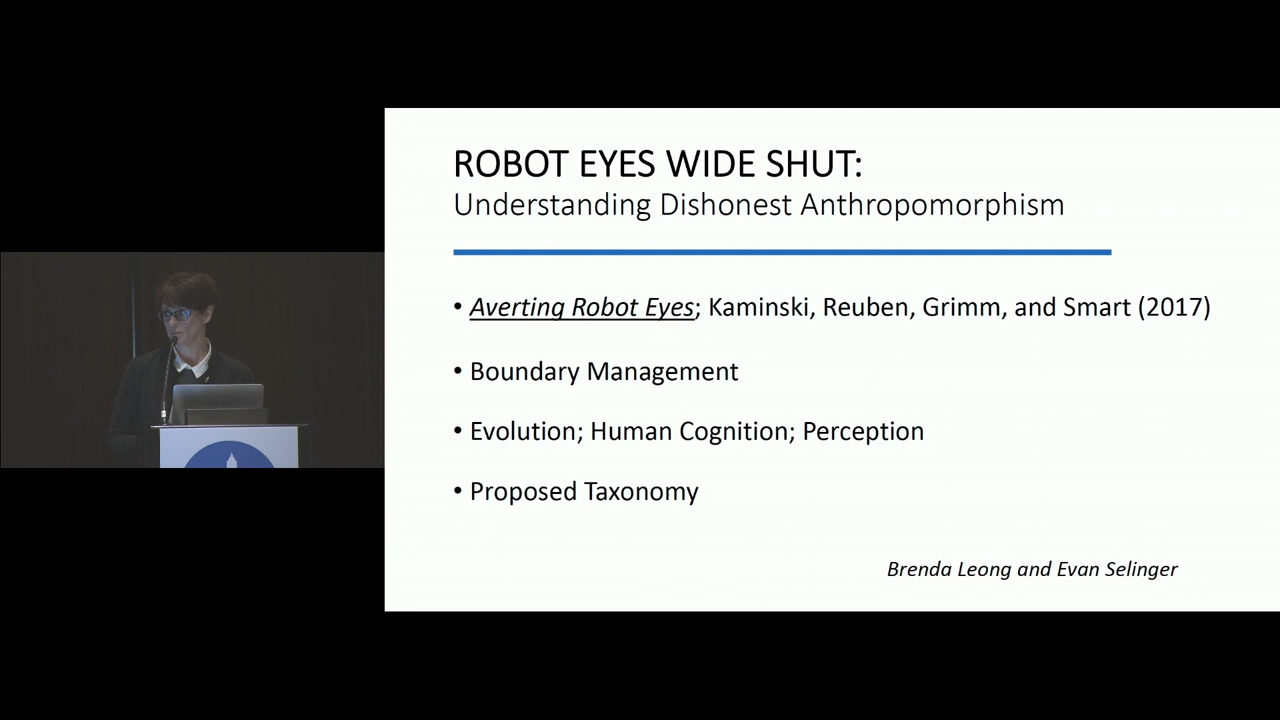 ROBOT EYES WIDE SHUT:
Understanding Dishonest Anthropomorphism
• Averting Robot Eyes; Kaminski, Reuben, Grimm, and Smart (2017)
• Boundary Management
• Evolution; Human Cognition; Perception
• Proposed Taxonomy
Brenda Leong and Evan Selinger